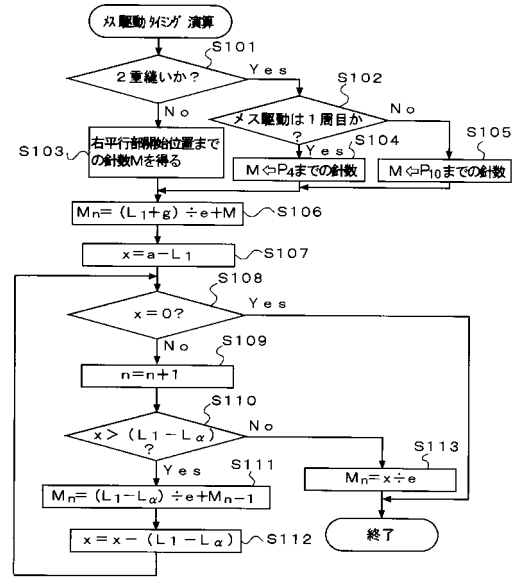 メス駆動タイミング演算
S101
2重縫いか?
Yes
No
S102
メス駆動は1周目か
?
No
Yes
S103
右平行部開始位置まで
の針数Mを得る
S104
M⇦P4までの針数
S105
M⇦P10までの針数
Mn=(L1+g)÷e+M
S106
x=a−L1
S107
S108
x=0?
Yes
No
S109
n=n+1
S110
x>(L1−Lα)
?
No
Yes
S111
Mn=(L1−Lα)÷e+Mn−1
S113
Mn=x÷e
x=x−(L1−Lα)
S112
終了